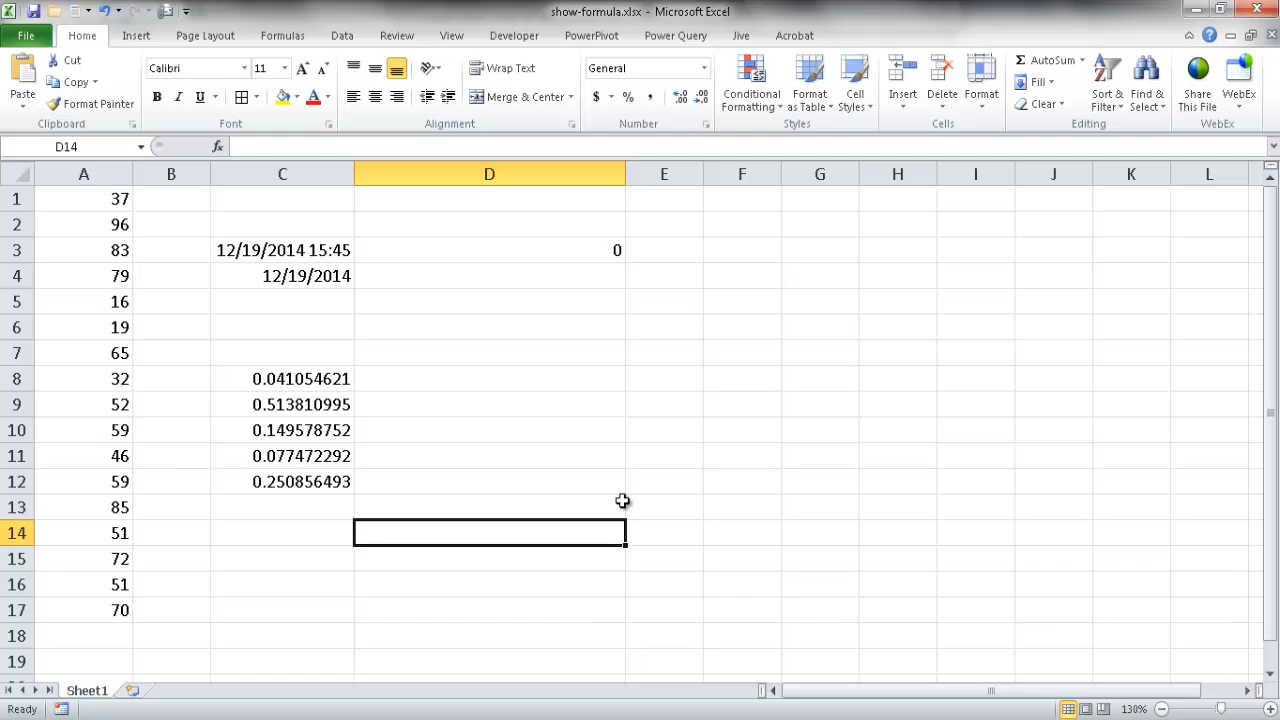 show-formula.xlsx - Microsoft Excel
File Home Insert Page Layout Formulas Data Review View Developer PowerPivot Power Query Jive Acrobat
Paste
Cut
Copy
Format Painter
Clipboard
Calibri 11
B I U A
Font
Wrap Text
Merge & Center
Alignment
General
$ % ,
Number
Conditional Formatting
Format as Table
Cell Styles
Styles
Insert Delete Format
Cells
Σ AutoSum
Fill
Clear
Sort & Filter
Find & Select
Editing
Share This File
WebEx
WebEx
D14 fx
A B C D E F G H I J K L
1 37
2 96
3 83 12/19/2014 15:45 0
4 79 12/19/2014
5 16
6 19
7 65
8 32 0.041054621
9 52 0.513810995
10 59 0.149578752
11 46 0.077472292
12 59 0.250856493
13 85
14 51
15 72
16 51
17 70
18
19
Sheet1
Ready 130%